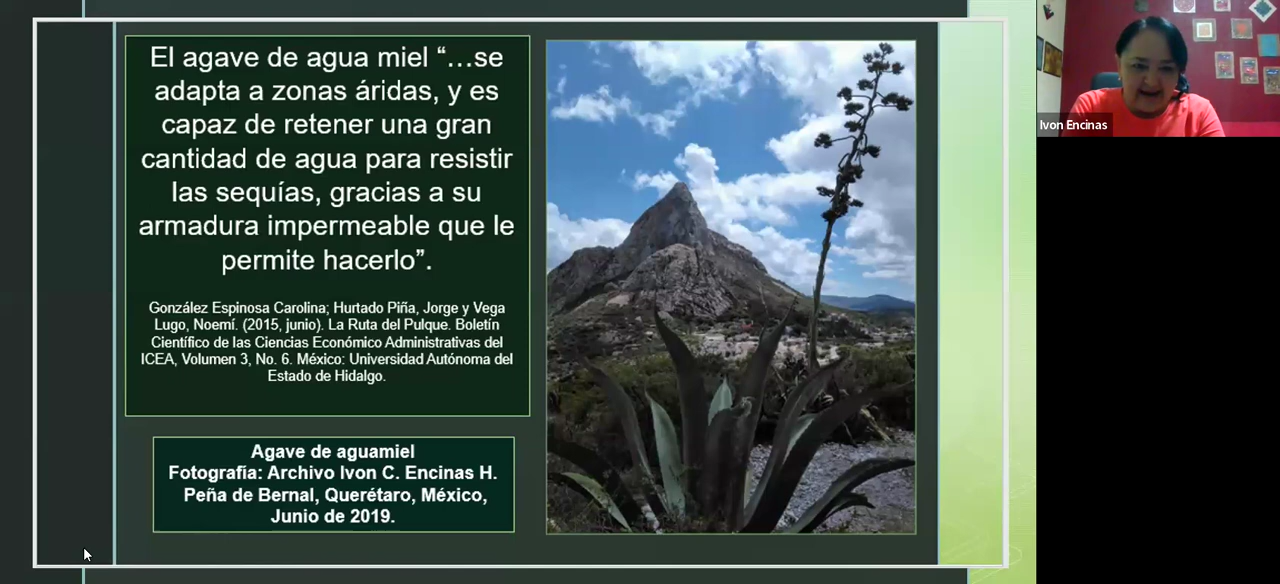 El agave de agua miel “…se
adapta a zonas áridas, y es
capaz de retener una gran
cantidad de agua para resistir
las sequías, gracias a su
armadura impermeable que le
permite hacerlo”.
González Espinosa Carolina; Hurtado Piña, Jorge y Vega
Lugo, Noemí. (2015, junio). La Ruta del Pulque. Boletín
Científico de las Ciencias Económico Administrativas del
ICEA, Volumen 3, No. 6. México: Universidad Autónoma del
Estado de Hidalgo.
Agave de aguamiel
Fotografía: Archivo Ivon C. Encinas H.
Peña de Bernal, Querétaro, México,
Junio de 2019.
Ivon Encinas